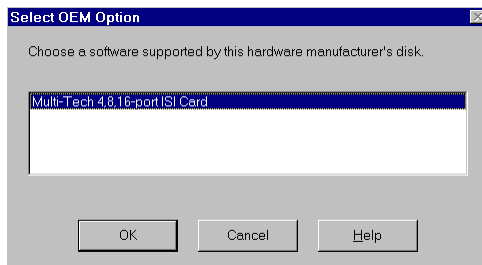 Select OEM Option
Choose a software supported by this hardware manufacturer's disk.
Multi-Tech 4,8,16-port ISI Card
OK
Cancel
Help